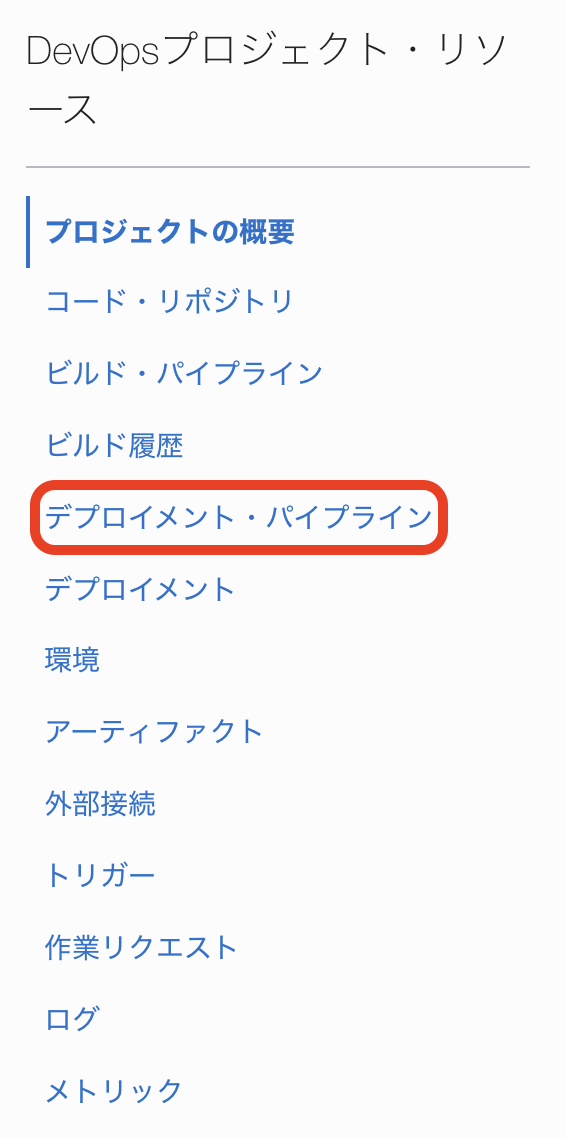 DevOpsプロジェクト・リソ
ース
プロジェクトの概要
コード・リポジトリ
ビルド・パイプライン
ビルド履歴
デプロイメント・パイプライン
デプロイメント
環境
アーティファクト
外部接続
トリガー
作業リクエスト
ログ
メトリック